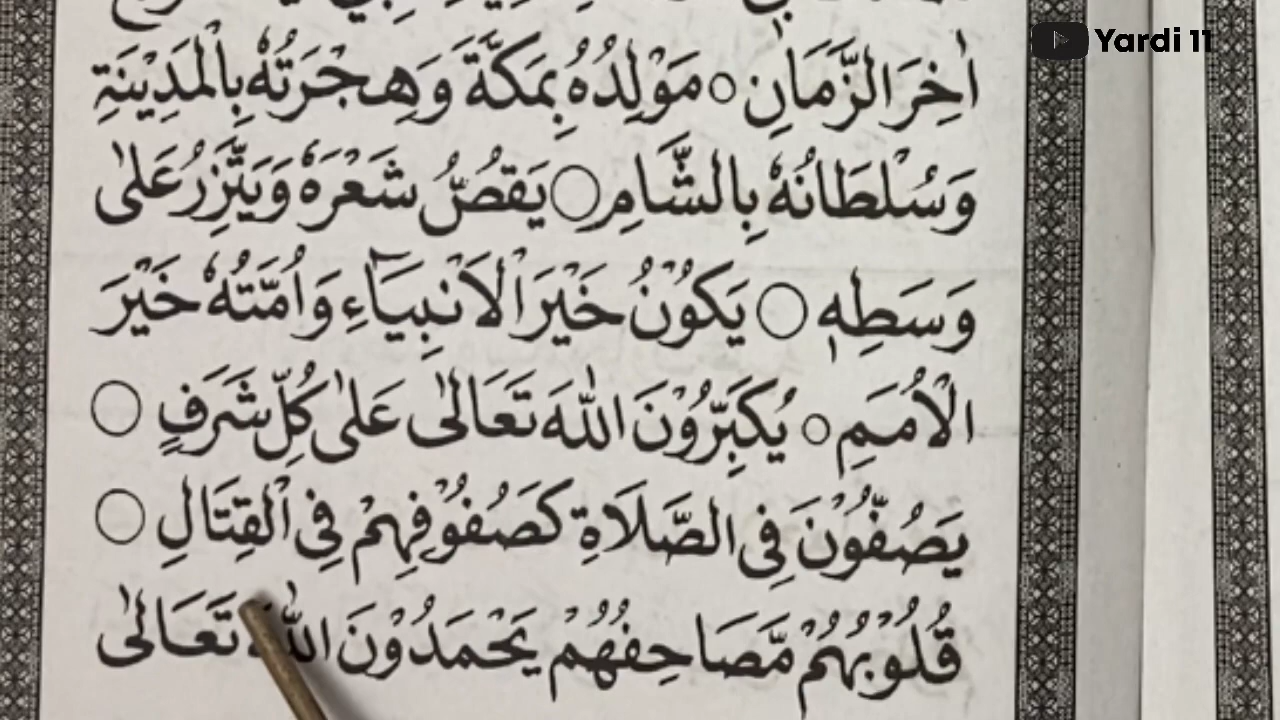 Yardi 11
اٰخِرَ الزَّمَانِ ○ مَوْلِدُهُ بِمَكَّةَ وَهِجْرَتُهٗ بِالْمَدِيْنَةِ
وَسُلْطَانُهٗ بِالشَّامِ ○ يَقُصُّ شَعْرَهٗ وَيَتَّزِرُ عَلٰى
وَسَطِهٖ ○ يَكُوْنُ خَيْرَ الْاَنْبِيَآءِ وَاُمَّتُهٗ خَيْرَ
الْاُمَمِ ○ يُكَبِّرُوْنَ اللّٰهَ تَعَالٰى عَلٰى كُلِّ شَرَفٍ ○
يَصُفُّوْنَ فِى الصَّلَاةِ كَصُفُوْفِهِمْ فِى الْقِتَالِ ○
قُلُوْبُهُمْ مَّصَاحِفُهُمْ يَحْمَدُوْنَ اللّٰهَ تَعَالٰى